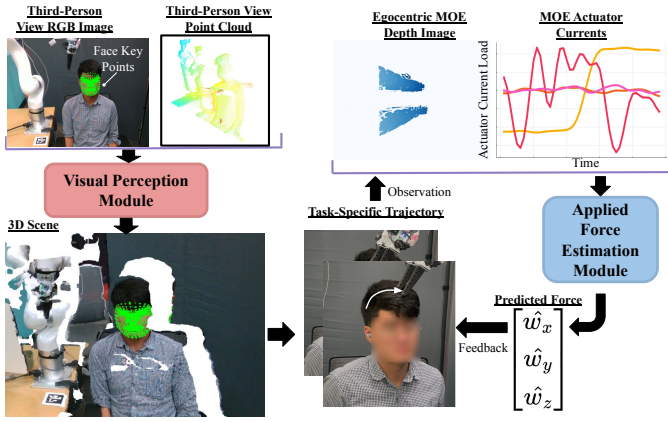 Third-Person
View RGB Image
Third-Person View
Point Cloud
Face Key
Points
Egocentric MOE
Depth Image
MOE Actuator
Currents
Actuator Current Load
Time
Visual Perception
Module
Observation
3D Scene
Task-Specific Trajectory
Applied
Force
Estimation
Module
Predicted Force
Feedback
ŵx
ŵy
ŵz